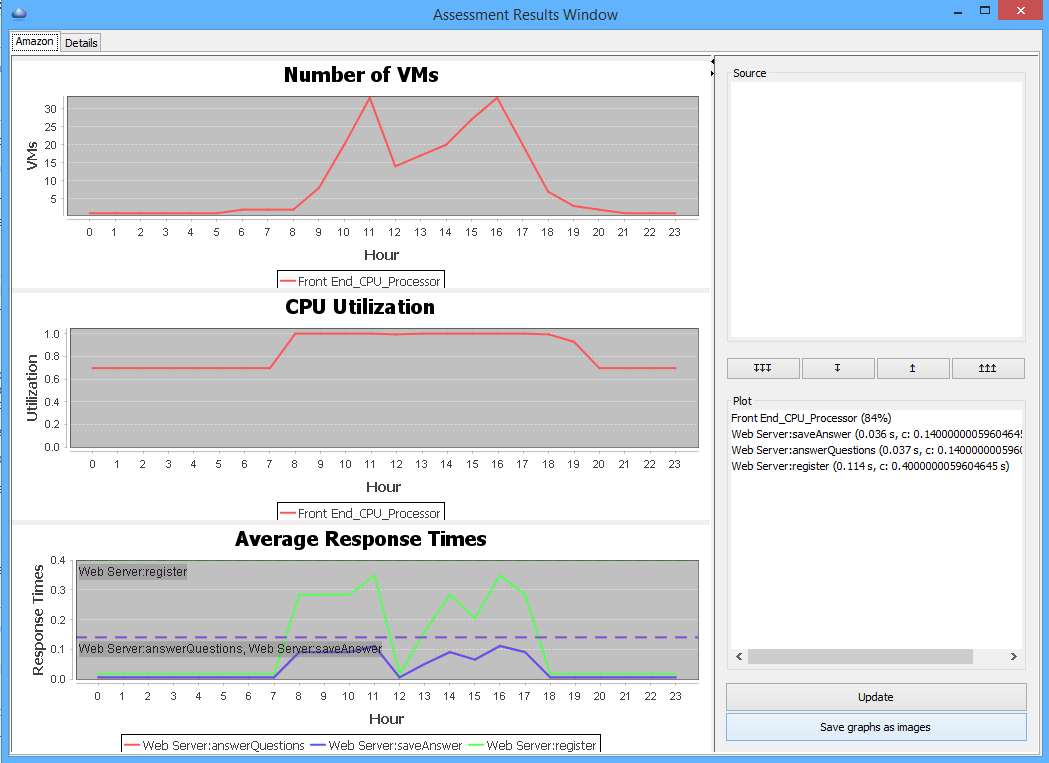 Assessment Results Window
Amazon Details
Number of VMs
VMs
30
25
20
15
10
5
0 1 2 3 4 5 6 7 8 9 10 11 12 13 14 15 16 17 18 19 20 21 22 23
Hour
Front End_CPU_Processor
CPU Utilization
Utilization
1.0
0.8
0.6
0.4
0.2
0.0
0 1 2 3 4 5 6 7 8 9 10 11 12 13 14 15 16 17 18 19 20 21 22 23
Hour
Front End_CPU_Processor
Average Response Times
Response Times
0.4
0.3
0.2
0.1
0.0
Web Server:register
Web Server:answerQuestions, Web Server:saveAnswer
0 1 2 3 4 5 6 7 8 9 10 11 12 13 14 15 16 17 18 19 20 21 22 23
Hour
Web Server:answerQuestions Web Server:saveAnswer Web Server:register
Source
↧↧↧ ↧ ↥ ↥↥↥
Plot
Front End_CPU_Processor (84%)
Web Server:saveAnswer (0.036 s, c: 0.1400000059604645
Web Server:answerQuestions (0.037 s, c: 0.14000000059604
Web Server:register (0.114 s, c: 0.4000000059604645 s)
Update
Save graphs as images